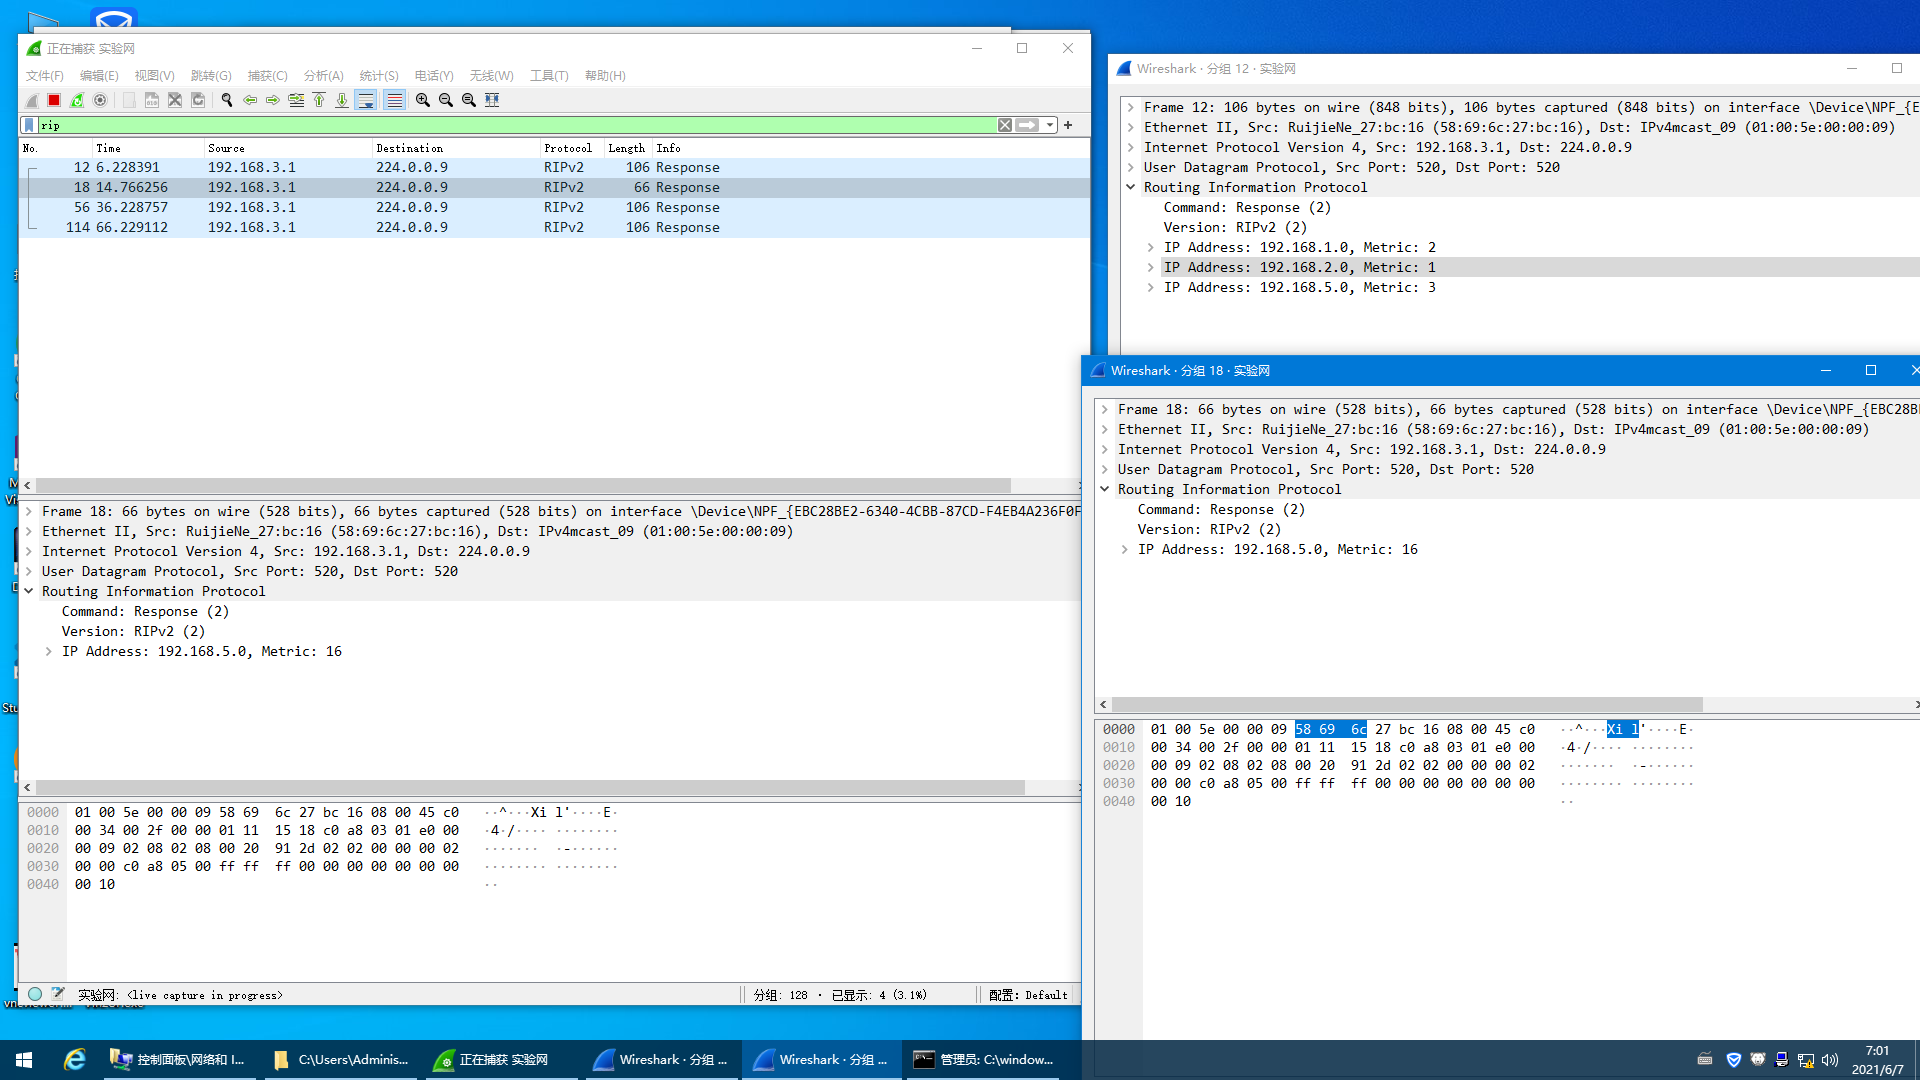 正在捕获 实验网
文件(F) 编辑(E) 视图(V) 跳转(G) 捕获(C) 分析(A) 统计(S) 电话(Y) 无线(W) 工具(T) 帮助(H)
rip
No. Time Source Destination Protocol Length Info
12 6.228391 192.168.3.1 224.0.0.9 RIPv2 106 Response
18 14.766256 192.168.3.1 224.0.0.9 RIPv2 66 Response
56 36.228757 192.168.3.1 224.0.0.9 RIPv2 106 Response
114 66.229112 192.168.3.1 224.0.0.9 RIPv2 106 Response
Frame 18: 66 bytes on wire (528 bits), 66 bytes captured (528 bits) on interface \Device\NPF_{EBC28BE2-6340-4CBB-87CD-F4EB4A236F0F
Ethernet II, Src: RuijieNe_27:bc:16 (58:69:6c:27:bc:16), Dst: IPv4mcast_09 (01:00:5e:00:00:09)
Internet Protocol Version 4, Src: 192.168.3.1, Dst: 224.0.0.9
User Datagram Protocol, Src Port: 520, Dst Port: 520
Routing Information Protocol
Command: Response (2)
Version: RIPv2 (2)
IP Address: 192.168.5.0, Metric: 16
0000 01 00 5e 00 00 09 58 69 6c 27 bc 16 08 00 45 c0 ··^···Xi l'····E·
0010 00 34 00 2f 00 00 01 11 15 18 c0 a8 03 01 e0 00 ·4·/···· ········
0020 00 09 02 08 02 08 00 20 91 2d 02 02 00 00 00 02 ······· ·-······
0030 00 00 c0 a8 05 00 ff ff ff 00 00 00 00 00 00 00 ········ ········
0040 00 10 ··
实验网: <live capture in progress>
分组: 128 · 已显示: 4 (3.1%)
配置: Default
Wireshark · 分组 12 · 实验网
Frame 12: 106 bytes on wire (848 bits), 106 bytes captured (848 bits) on interface \Device\NPF_{E
Ethernet II, Src: RuijieNe_27:bc:16 (58:69:6c:27:bc:16), Dst: IPv4mcast_09 (01:00:5e:00:00:09)
Internet Protocol Version 4, Src: 192.168.3.1, Dst: 224.0.0.9
User Datagram Protocol, Src Port: 520, Dst Port: 520
Routing Information Protocol
Command: Response (2)
Version: RIPv2 (2)
IP Address: 192.168.1.0, Metric: 2
IP Address: 192.168.2.0, Metric: 1
IP Address: 192.168.5.0, Metric: 3
Wireshark · 分组 18 · 实验网
Frame 18: 66 bytes on wire (528 bits), 66 bytes captured (528 bits) on interface \Device\NPF_{EBC28B
Ethernet II, Src: RuijieNe_27:bc:16 (58:69:6c:27:bc:16), Dst: IPv4mcast_09 (01:00:5e:00:00:09)
Internet Protocol Version 4, Src: 192.168.3.1, Dst: 224.0.0.9
User Datagram Protocol, Src Port: 520, Dst Port: 520
Routing Information Protocol
Command: Response (2)
Version: RIPv2 (2)
IP Address: 192.168.5.0, Metric: 16
0000 01 00 5e 00 00 09 58 69 6c 27 bc 16 08 00 45 c0 ··^···Xi l'····E·
0010 00 34 00 2f 00 00 01 11 15 18 c0 a8 03 01 e0 00 ·4·/···· ········
0020 00 09 02 08 02 08 00 20 91 2d 02 02 00 00 00 02 ······· ·-······
0030 00 00 c0 a8 05 00 ff ff ff 00 00 00 00 00 00 00 ········ ········
0040 00 10 ··
控制面板\网络和 I...
C:\Users\Adminis...
正在捕获 实验网
Wireshark · 分组 ...
Wireshark · 分组 ...
管理员: C:\window...
7:01
2021/6/7